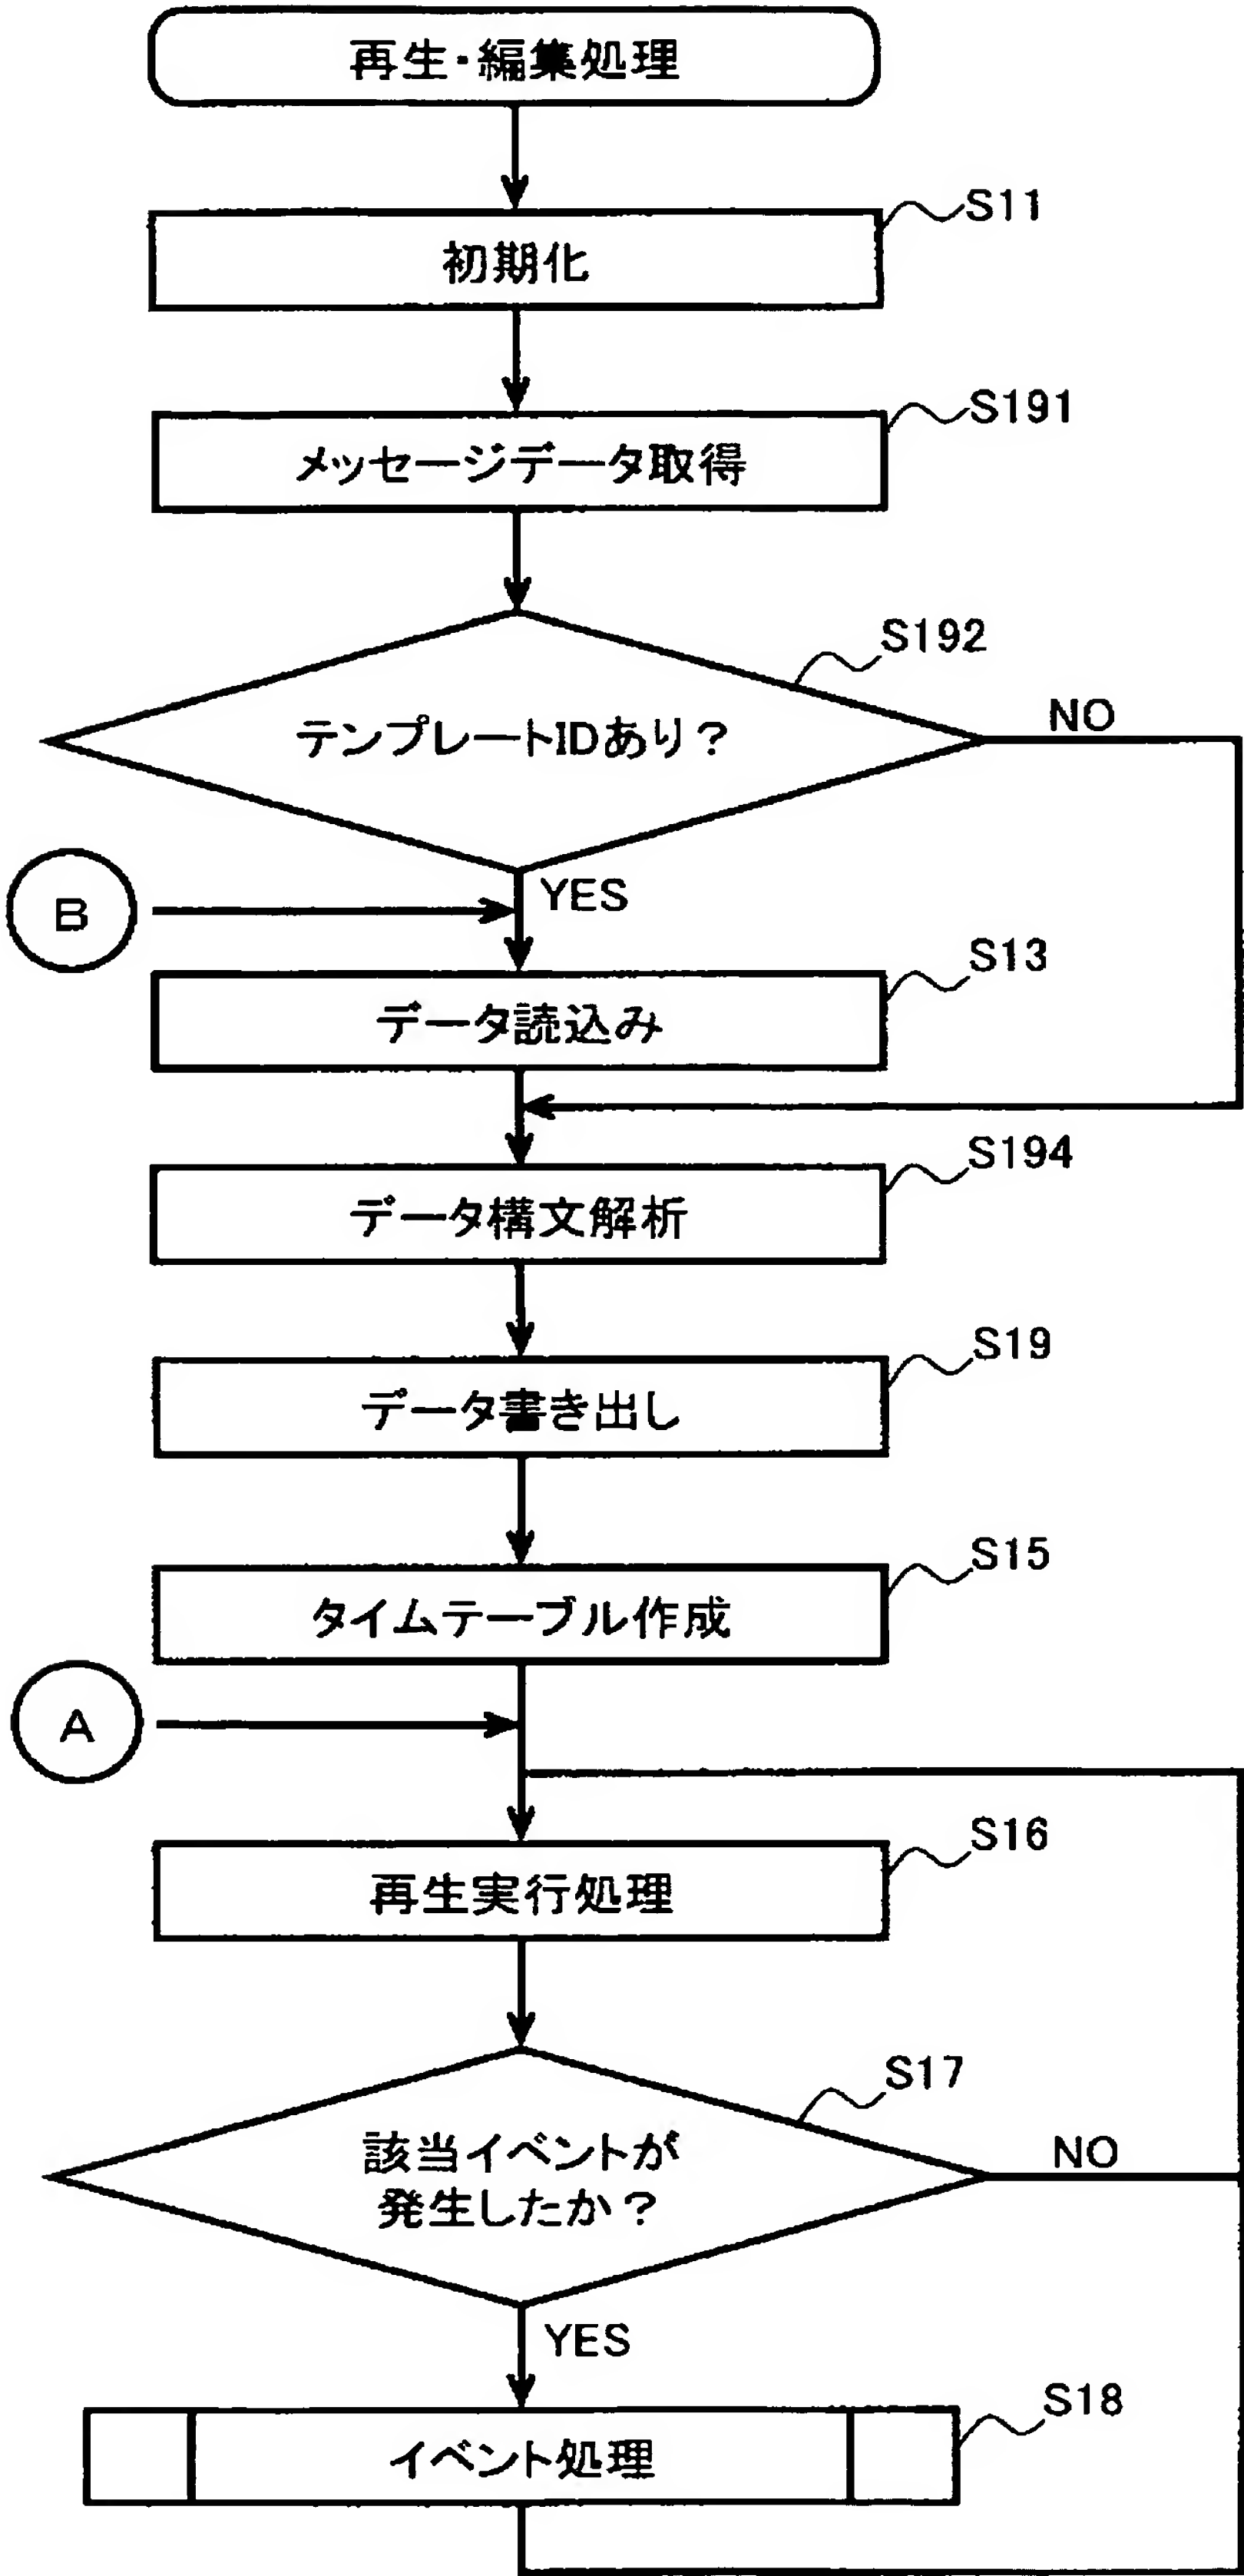 再生・編集処理
S11
初期化
S191
メッセージデータ取得
S192
テンプレートIDあり？
NO
YES
B
S13
データ読込み
S194
データ構文解析
S19
データ書き出し
S15
タイムテーブル作成
A
S16
再生実行処理
S17
該当イベントが
発生したか？
NO
YES
S18
イベント処理